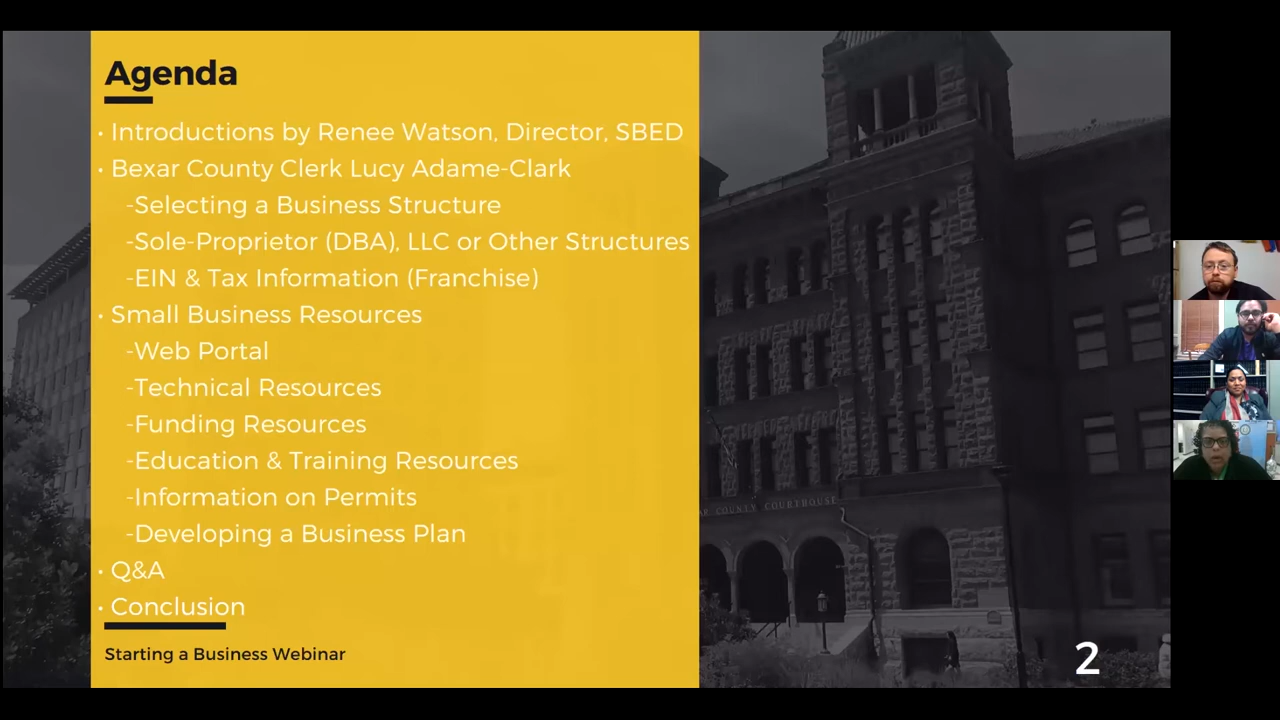 Agenda
• Introductions by Renee Watson, Director, SBED
• Bexar County Clerk Lucy Adame-Clark
-Selecting a Business Structure
-Sole-Proprietor (DBA), LLC or Other Structures
-EIN & Tax Information (Franchise)
• Small Business Resources
-Web Portal
-Technical Resources
-Funding Resources
-Education & Training Resources
-Information on Permits
-Developing a Business Plan
• Q&A
• Conclusion
Starting a Business Webinar
COUNTY COURTHOUSE
2